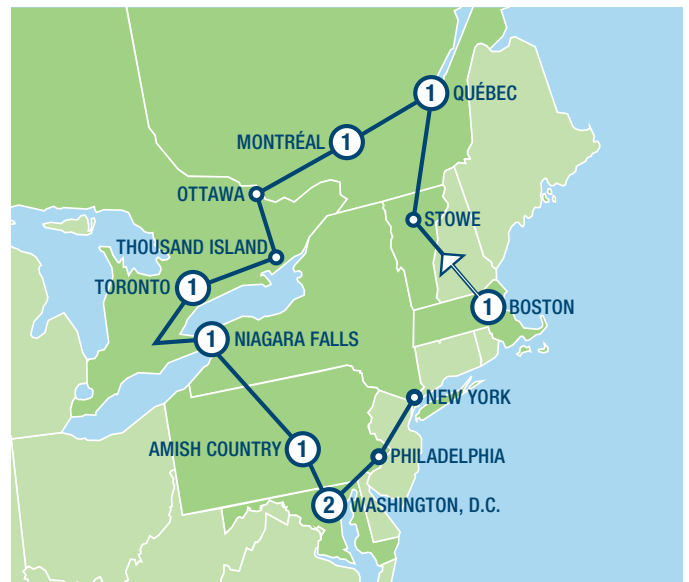 1 QUÉBEC
MONTRÉAL 1
OTTAWA
STOWE
THOUSAND ISLAND
TORONTO 1
1 BOSTON
1 NIAGARA FALLS
NEW YORK
AMISH COUNTRY 1
PHILADELPHIA
2 WASHINGTON, D.C.